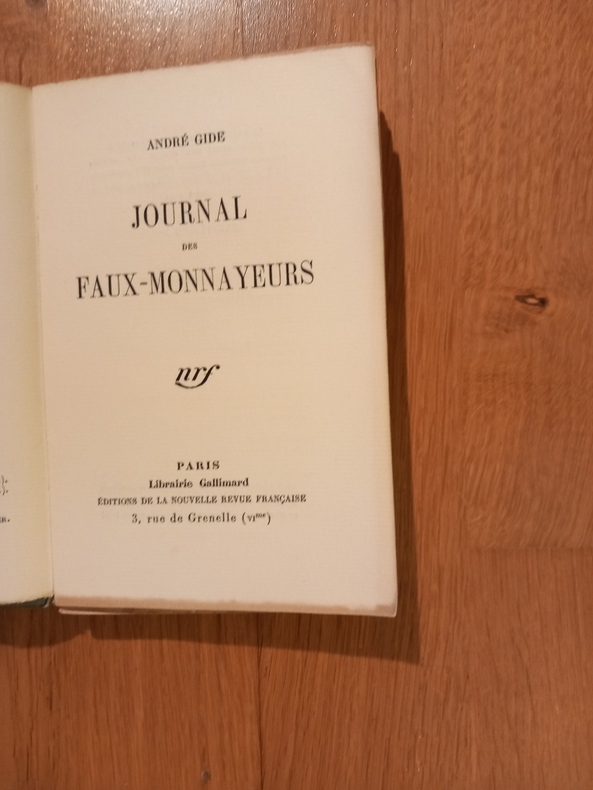 ANDRÉ GIDE
JOURNAL
DES
FAUX-MONNAYEURS
nrf
PARIS
Librairie Gallimard
ÉDITIONS DE LA NOUVELLE REVUE FRANÇAISE
3, rue de Grenelle (VIme)